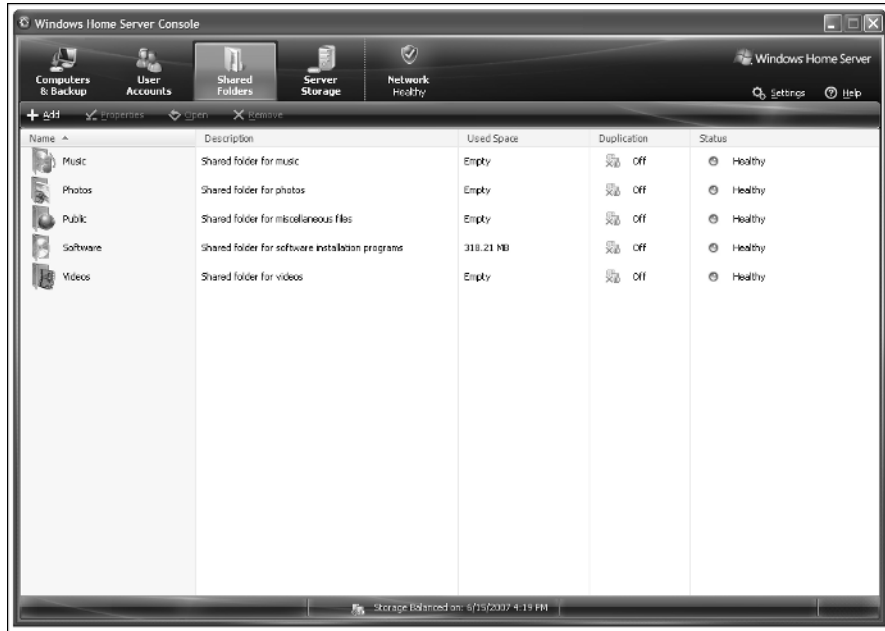 Windows Home Server Console
Computers & Backup
User Accounts
Shared Folders
Server Storage
Network Healthy
Windows Home Server
Settings Help
Add Properties Open Remove
Name Description Used Space Duplication Status
Music Shared folder for music Empty Off Healthy
Photos Shared folder for photos Empty Off Healthy
Public Shared folder for miscellaneous files Empty Off Healthy
Software Shared folder for software installation programs 318.21 MB Off Healthy
Videos Shared folder for videos Empty Off Healthy
Storage Balanced on: 6/15/2007 4:19 PM